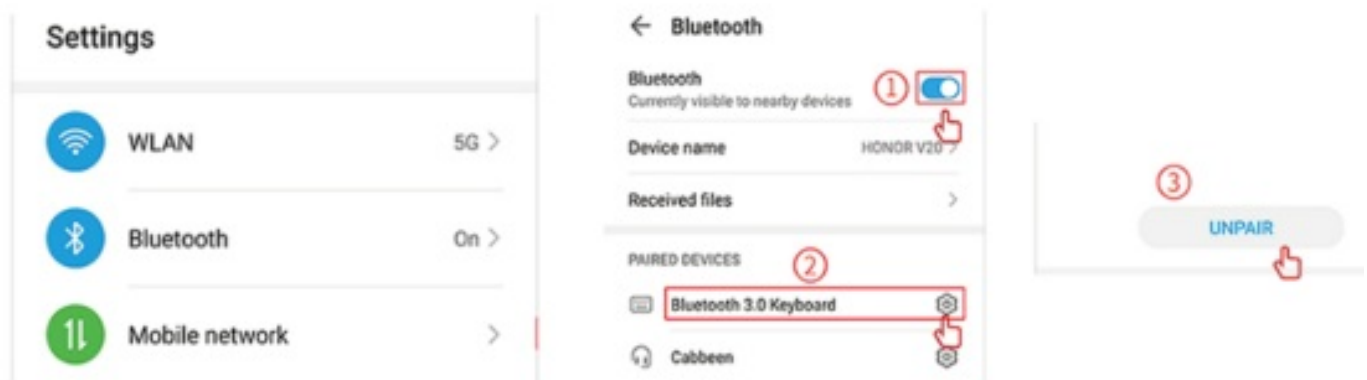 Settings
WLAN 5G >
Bluetooth On >
Mobile network >
← Bluetooth
Bluetooth
Currently visible to nearby devices
①
Device name HONOR V20 >
Received files >
PAIRED DEVICES
②
Bluetooth 3.0 Keyboard
Cabbeen
③
UNPAIR